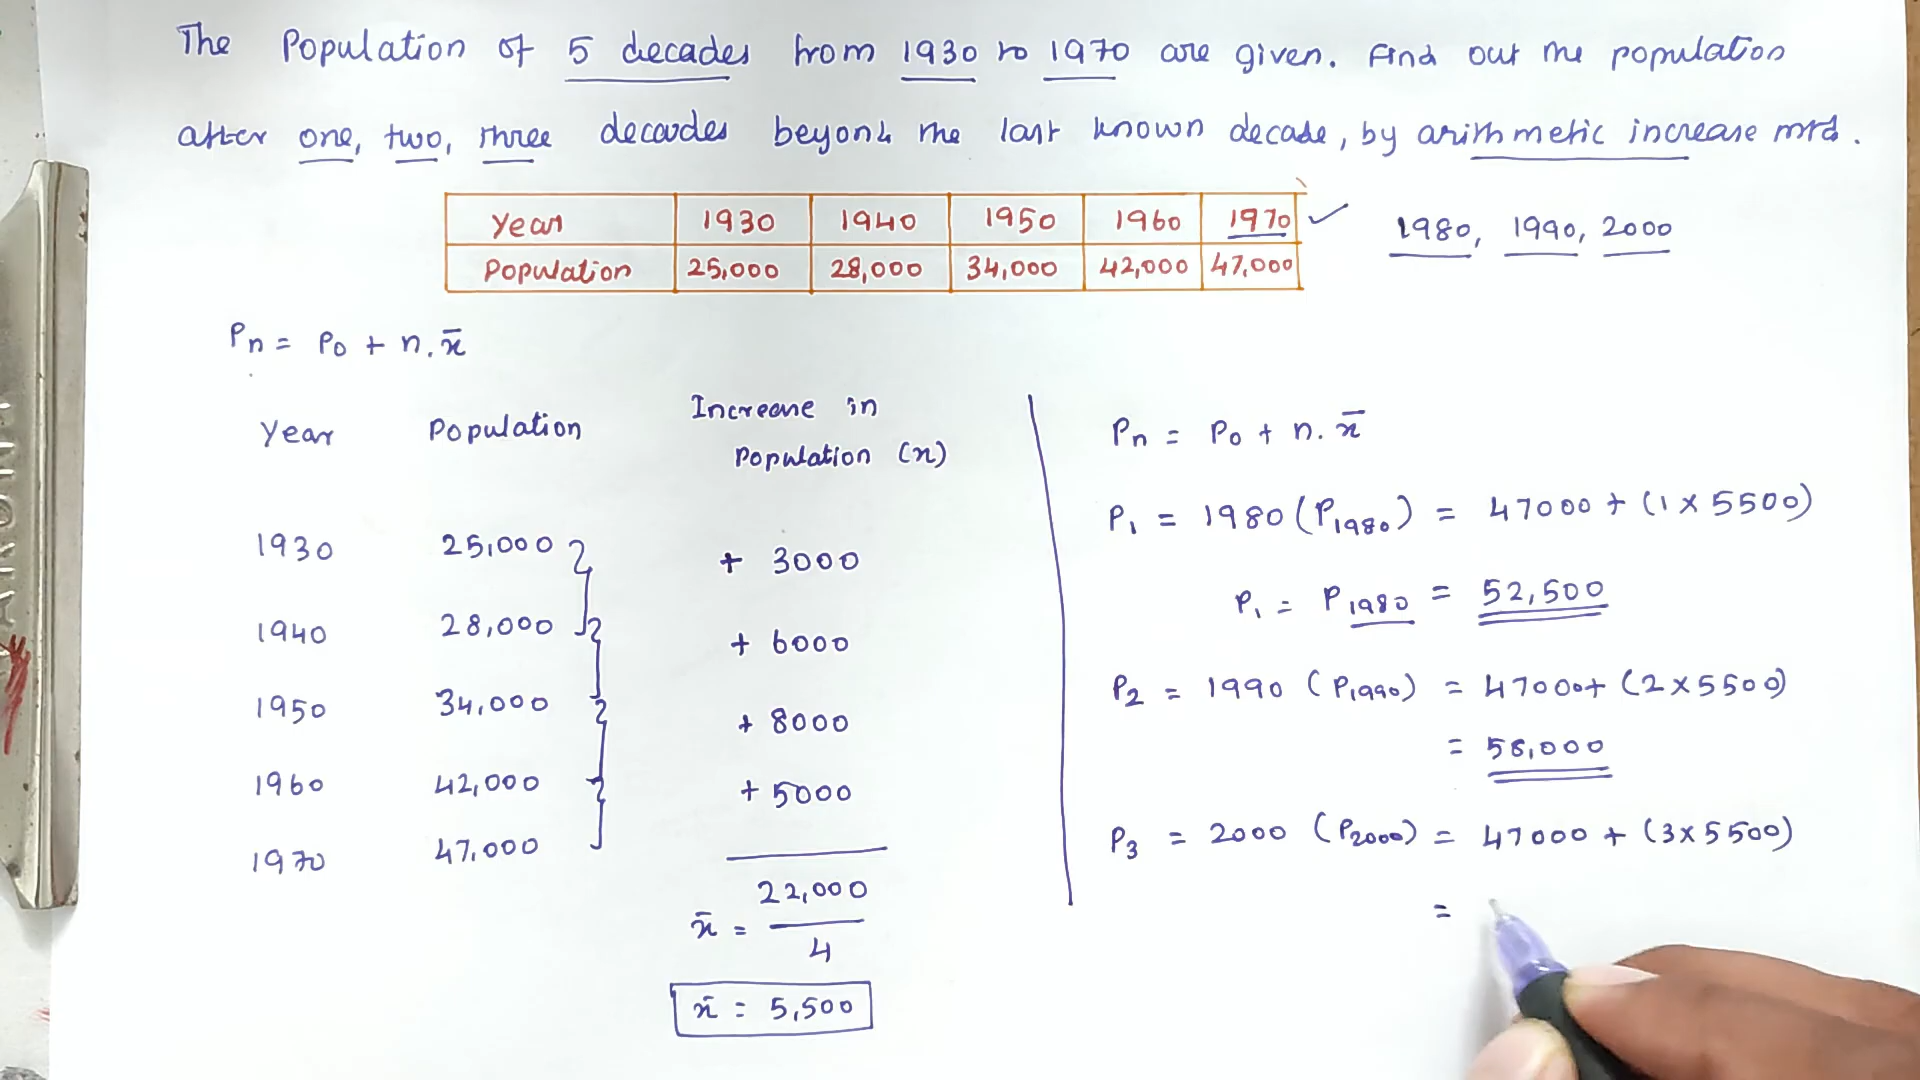 The Population of 5 decades from 1930 to 1970 are given. Find out the population
after one, two, three decades beyond the last known decade, by arithmetic increase mtd.
Year 1930 1940 1950 1960 1970 ✓
Population 25,000 28,000 34,000 42,000 47,000
1980, 1990, 2000
Pn = P0 + n. x̄
Year Population Increase in Population (x)
1930 25,000 + 3000
1940 28,000 + 6000
1950 34,000 + 8000
1960 42,000 + 5000
1970 47,000
x̄ = 22,000 / 4
x̄ = 5,500
Pn = P0 + n. x̄
P1 = 1980 (P1980) = 47000 + (1 x 5500)
P1 = P1980 = 52,500
P2 = 1990 (P1990) = 47000+ (2 x 5500)
= 58,000
P3 = 2000 (P2000) = 47000 + (3x 5500)
=